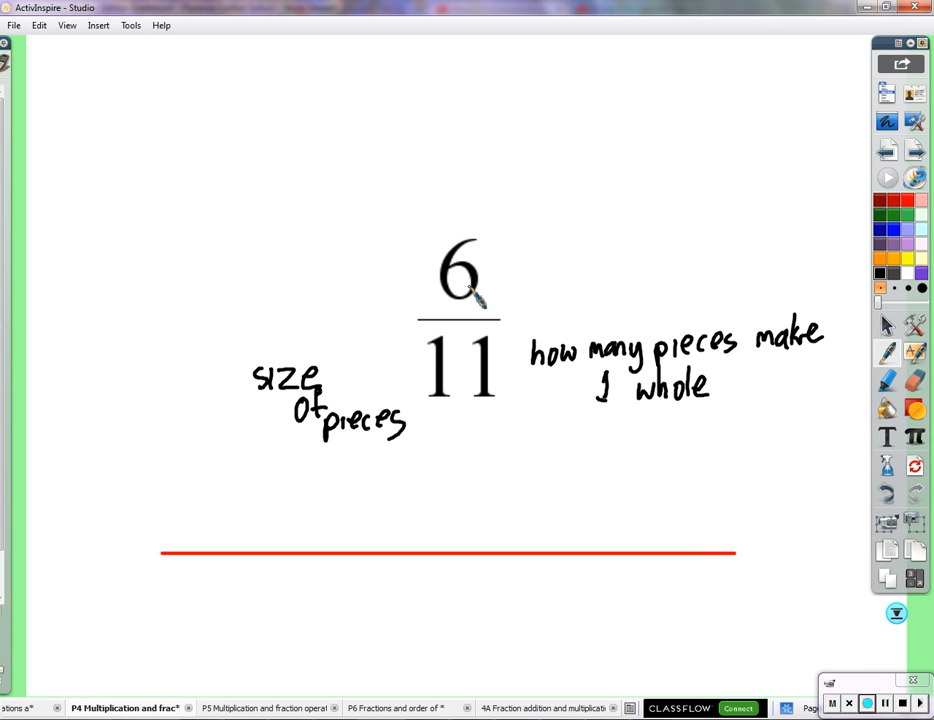 ActivInspire - Studio
File Edit View Insert Tools Help
6
11
how many pieces make
1 whole
size
of
pieces
ations a*
P4 Multiplication and frac*
P5 Multiplication and fraction operat
P6 Fractions and order of *
4A Fraction addition and multiplicati
CLASSFLOW Connect
Page
M